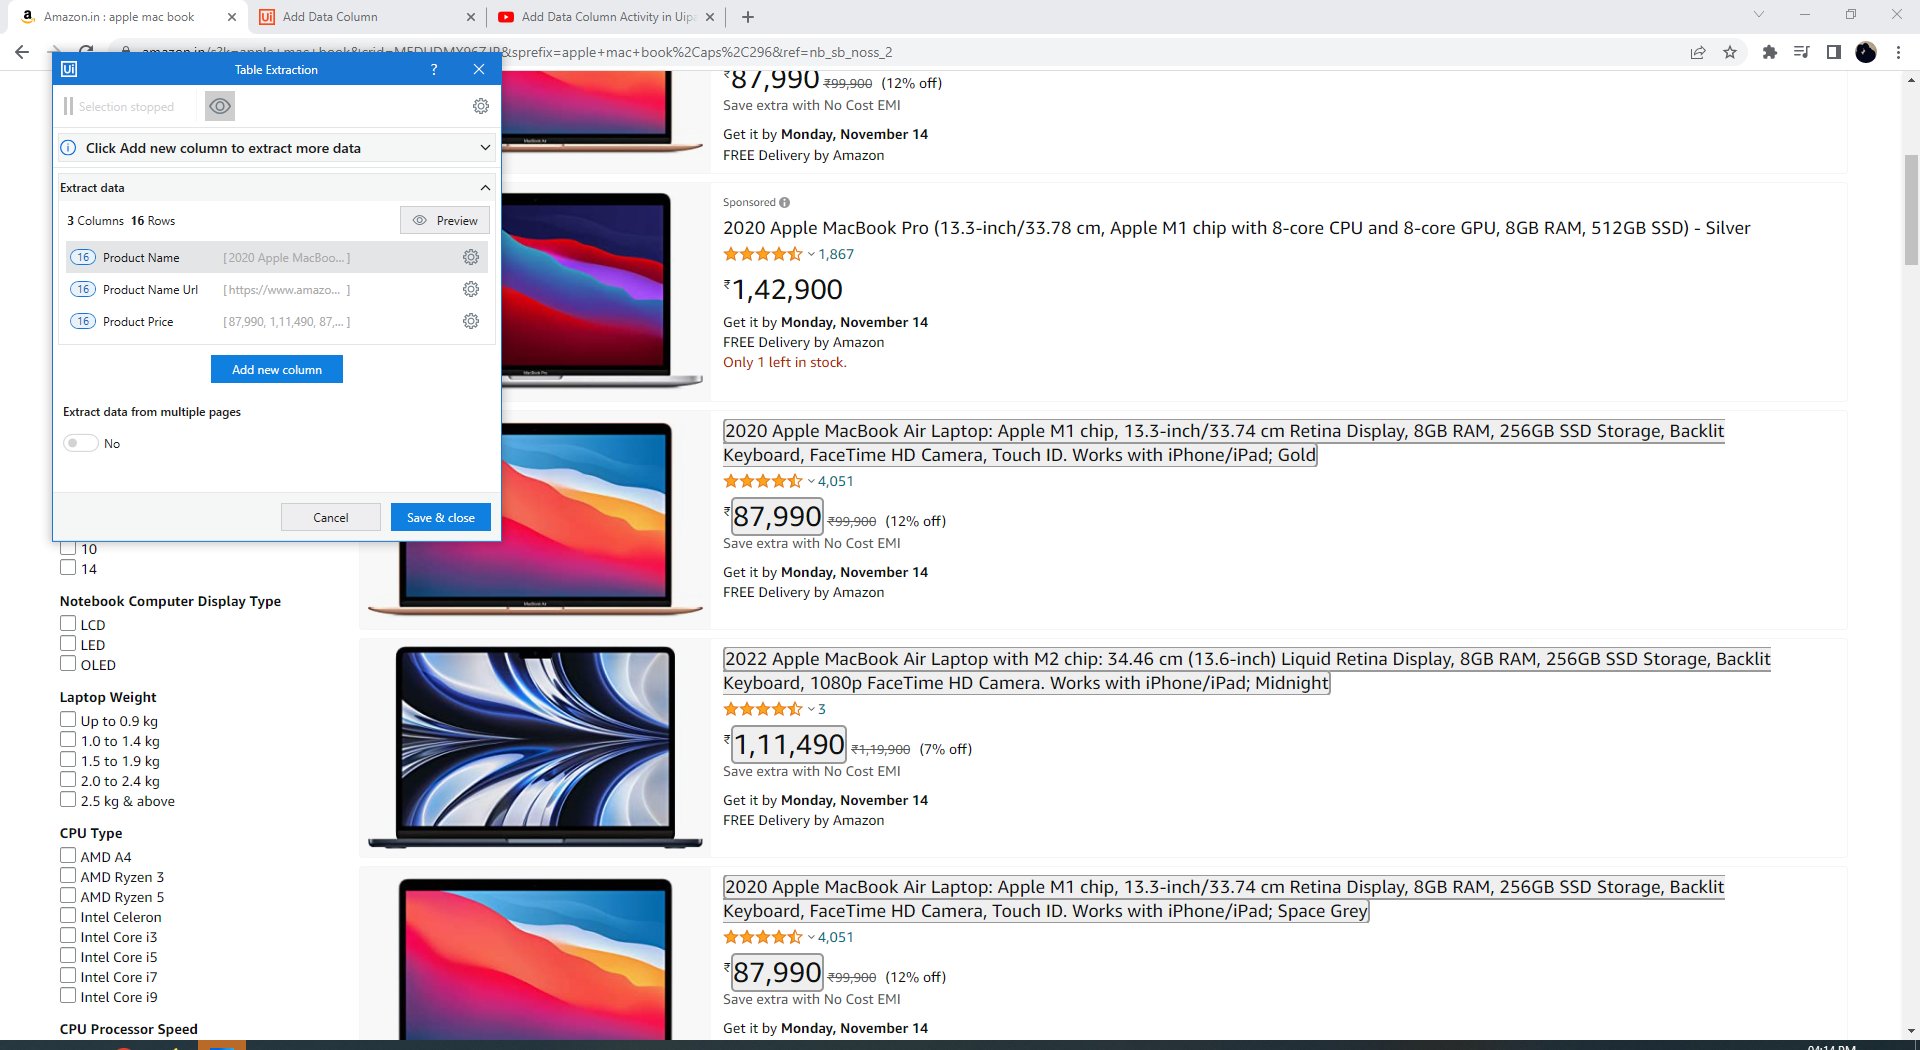 Amazon.in : apple mac book
Add Data Column
Add Data Column Activity in Uip
&sprefix=apple+mac+book%2Caps%2C296&ref=nb_sb_noss_2
Ui Table Extraction ?
Selection stopped
Click Add new column to extract more data
Extract data
3 Columns 16 Rows
Preview
16 Product Name [2020 Apple MacBoo... ]
16 Product Name Url [https://www.amazo... ]
16 Product Price [87,990, 1,11,490, 87,... ]
Add new column
Extract data from multiple pages
No
Cancel
Save & close
10
14
Notebook Computer Display Type
LCD
LED
OLED
Laptop Weight
Up to 0.9 kg
1.0 to 1.4 kg
1.5 to 1.9 kg
2.0 to 2.4 kg
2.5 kg & above
CPU Type
AMD A4
AMD Ryzen 3
AMD Ryzen 5
Intel Celeron
Intel Core i3
Intel Core i5
Intel Core i7
Intel Core i9
CPU Processor Speed
₹87,990 ₹99,900 (12% off)
Save extra with No Cost EMI
Get it by Monday, November 14
FREE Delivery by Amazon
Sponsored
2020 Apple MacBook Pro (13.3-inch/33.78 cm, Apple M1 chip with 8-core CPU and 8-core GPU, 8GB RAM, 512GB SSD) - Silver
1,867
₹1,42,900
Get it by Monday, November 14
FREE Delivery by Amazon
Only 1 left in stock.
2020 Apple MacBook Air Laptop: Apple M1 chip, 13.3-inch/33.74 cm Retina Display, 8GB RAM, 256GB SSD Storage, Backlit
Keyboard, FaceTime HD Camera, Touch ID. Works with iPhone/iPad; Gold
4,051
₹87,990 ₹99,900 (12% off)
Save extra with No Cost EMI
Get it by Monday, November 14
FREE Delivery by Amazon
2022 Apple MacBook Air Laptop with M2 chip: 34.46 cm (13.6-inch) Liquid Retina Display, 8GB RAM, 256GB SSD Storage, Backlit
Keyboard, 1080p FaceTime HD Camera. Works with iPhone/iPad; Midnight
3
₹1,11,490 ₹1,19,900 (7% off)
Save extra with No Cost EMI
Get it by Monday, November 14
FREE Delivery by Amazon
2020 Apple MacBook Air Laptop: Apple M1 chip, 13.3-inch/33.74 cm Retina Display, 8GB RAM, 256GB SSD Storage, Backlit
Keyboard, FaceTime HD Camera, Touch ID. Works with iPhone/iPad; Space Grey
4,051
₹87,990 ₹99,900 (12% off)
Save extra with No Cost EMI
Get it by Monday, November 14